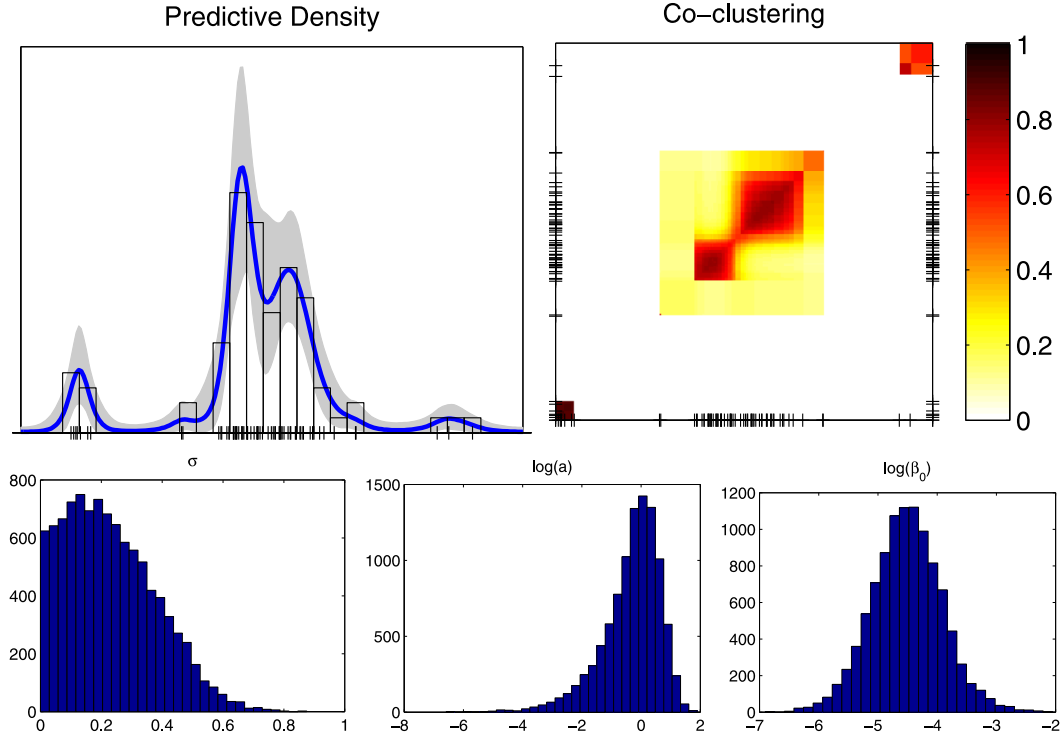 Predictive Density
Co−clustering
1
0.8
0.6
0.4
0.2
0
σ
800
600
400
200
0
0 0.2 0.4 0.6 0.8 1
log(a)
1500
1000
500
0
−8 −6 −4 −2 0 2
log(β₀)
1200
1000
800
600
400
200
0
−7 −6 −5 −4 −3 −2